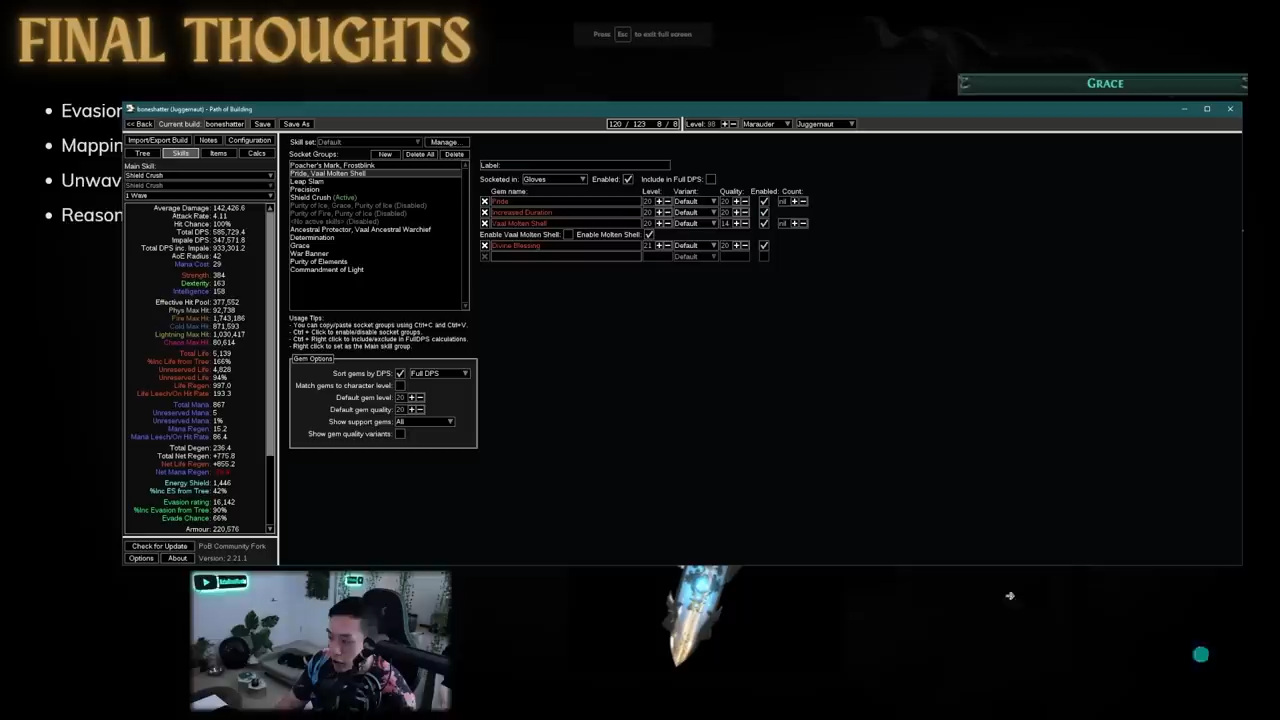 FINAL THOUGHTS
Press Esc to exit full screen
GRACE
Evasion
Mappin
Unwav
Reason
boneshatter (Juggernaut) - Path of Building
<< Back Current build: boneshatter Save Save As 120 / 123 8 / 8 Level: 98 Marauder Juggernaut
Import/Export Build Notes Configuration
Tree Skills Items Calcs
Main Skill:
Shield Crush
Shield Crush
1 Wave
Average Damage: 142,426.6
Attack Rate: 4.11
Hit Chance: 100%
Total DPS: 585,729.4
Impale DPS: 347,571.8
Total DPS inc. Impale: 933,301.2
AoE Radius: 42
Mana Cost: 29
Strength: 384
Dexterity: 163
Intelligence: 158
Effective Hit Pool: 377,552
Phys Max Hit: 92,738
Fire Max Hit: 1,743,186
Cold Max Hit: 871,593
Lightning Max Hit: 1,030,417
Chaos Max Hit: 80,614
Total Life: 5,139
%Inc Life from Tree: 166%
Unreserved Life: 4,828
Unreserved Life: 94%
Life Regen: 997.0
Life Leech/On Hit Rate: 193.3
Total Mana: 867
Unreserved Mana: 5
Unreserved Mana: 1%
Mana Regen: 15.2
Mana Leech/On Hit Rate: 86.4
Total Degen: 236.4
Total Net Regen: +775.8
Net Life Regen: +855.2
Net Mana Regen:
Energy Shield: 1,446
%Inc ES from Tree: 42%
Evasion rating: 16,142
%Inc Evasion from Tree: 90%
Evade Chance: 66%
Armour: 220,576
Check for Update PoB Community Fork
Options About Version: 2.21.1
Skill set: Default Manage...
Socket Groups: New Delete All Delete
Poacher's Mark, Frostblink
Pride, Vaal Molten Shell
Leap Slam
Precision
Shield Crush (Active)
Purity of Ice, Grace, Purity of Ice (Disabled)
Purity of Fire, Purity of Ice (Disabled)
<No active skills> (Disabled)
Ancestral Protector, Vaal Ancestral Warchief
Determination
Grace
War Banner
Purity of Elements
Commandment of Light
Usage Tips:
- You can copy/paste socket groups using Ctrl+C and Ctrl+V.
- Ctrl + Click to enable/disable socket groups.
- Ctrl + Right click to include/exclude in FullDPS calculations.
- Right click to set as the Main skill group.
Gem Options
Sort gems by DPS: Full DPS
Match gems to character level:
Default gem level: 20
Default gem quality: 20
Show support gems: All
Show gem quality variants:
Label:
Socketed in: Gloves Enabled: Include in Full DPS:
Gem name: Level: Variant: Quality: Enabled: Count:
Pride 20 Default 20 nil
Increased Duration 20 Default 20
Vaal Molten Shell 20 Default 14 nil
Enable Vaal Molten Shell: Enable Molten Shell:
Divine Blessing 21 Default 20
Default